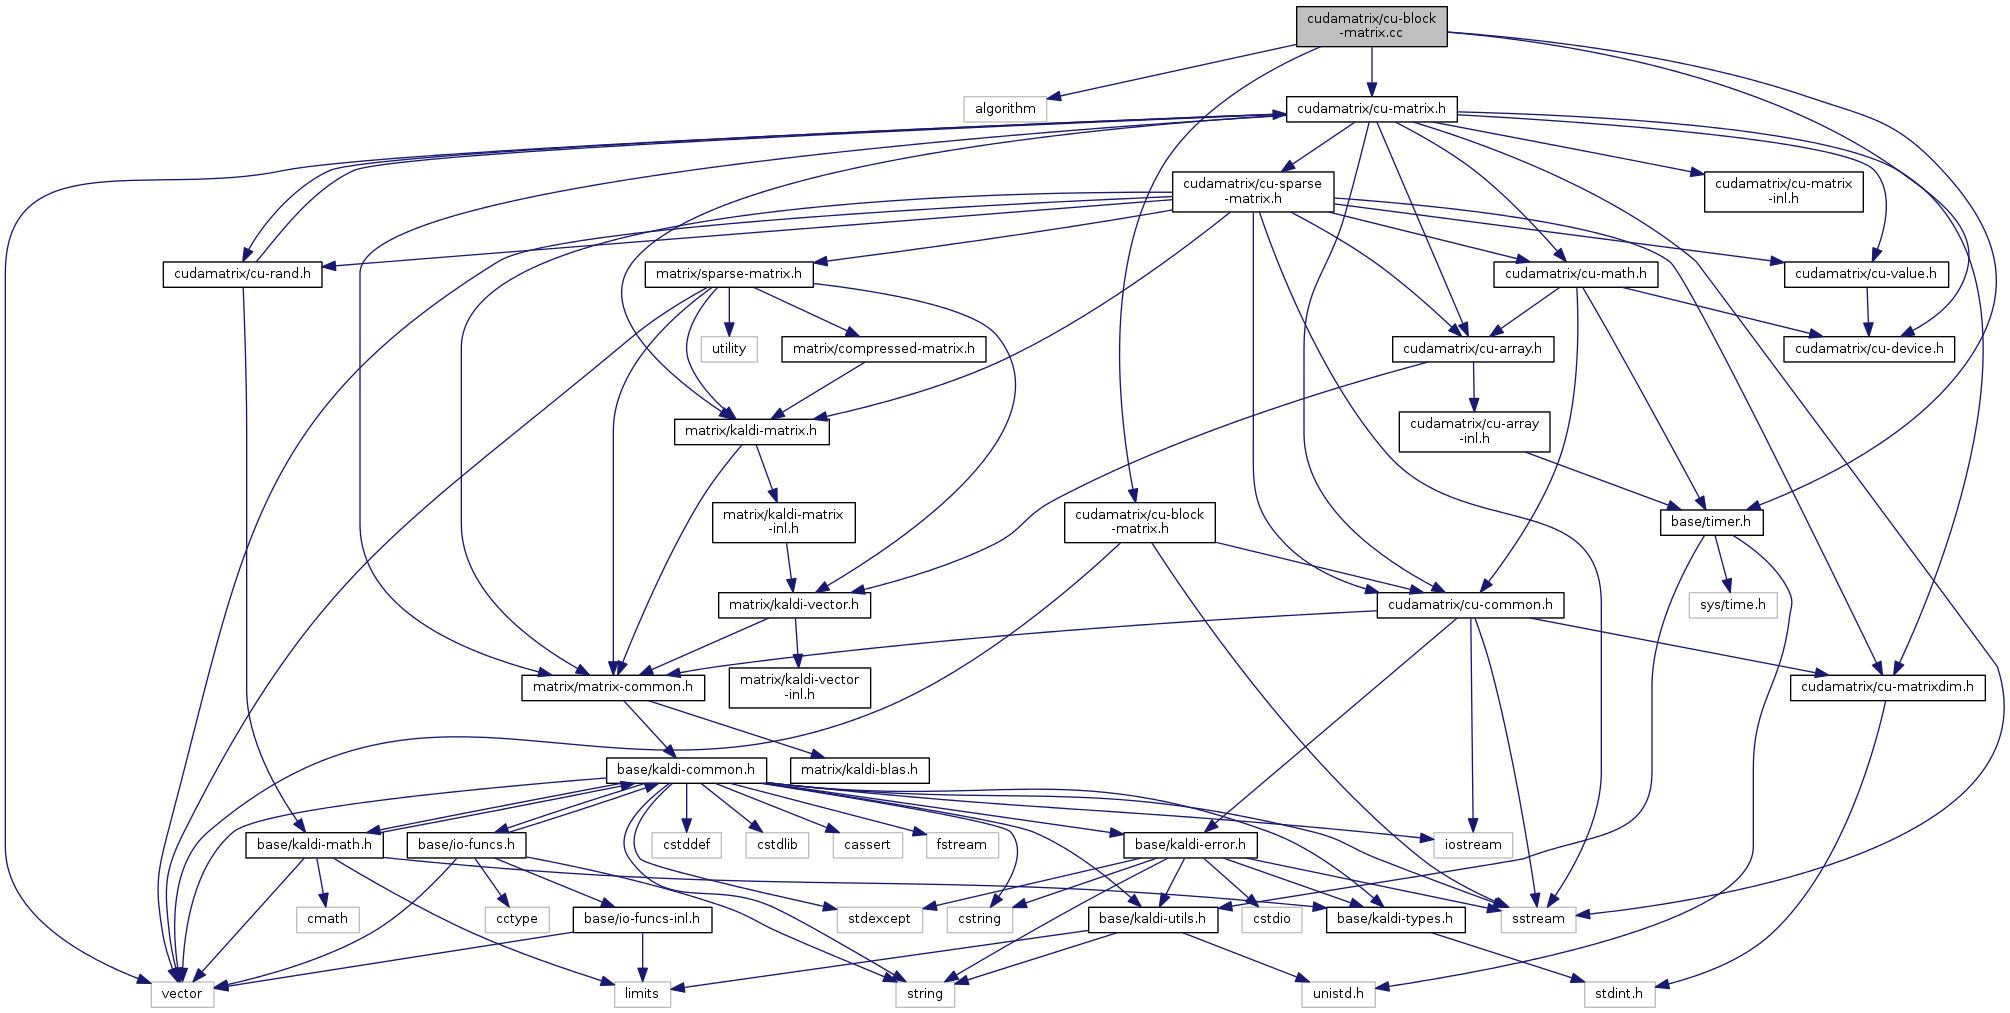 cudamatrix/cu-block
-matrix.cc
algorithm
cudamatrix/cu-matrix.h
cudamatrix/cu-sparse
-matrix.h
cudamatrix/cu-matrix
-inl.h
cudamatrix/cu-rand.h
matrix/sparse-matrix.h
cudamatrix/cu-math.h
cudamatrix/cu-value.h
utility
matrix/compressed-matrix.h
cudamatrix/cu-array.h
cudamatrix/cu-device.h
matrix/kaldi-matrix.h
cudamatrix/cu-array
-inl.h
matrix/kaldi-matrix
-inl.h
cudamatrix/cu-block
-matrix.h
base/timer.h
matrix/kaldi-vector.h
cudamatrix/cu-common.h
sys/time.h
matrix/matrix-common.h
matrix/kaldi-vector
-inl.h
cudamatrix/cu-matrixdim.h
base/kaldi-common.h
matrix/kaldi-blas.h
base/kaldi-math.h
base/io-funcs.h
cstddef
cstdlib
cassert
fstream
base/kaldi-error.h
iostream
cmath
cctype
base/io-funcs-inl.h
stdexcept
cstring
base/kaldi-utils.h
cstdio
base/kaldi-types.h
sstream
vector
limits
string
unistd.h
stdint.h